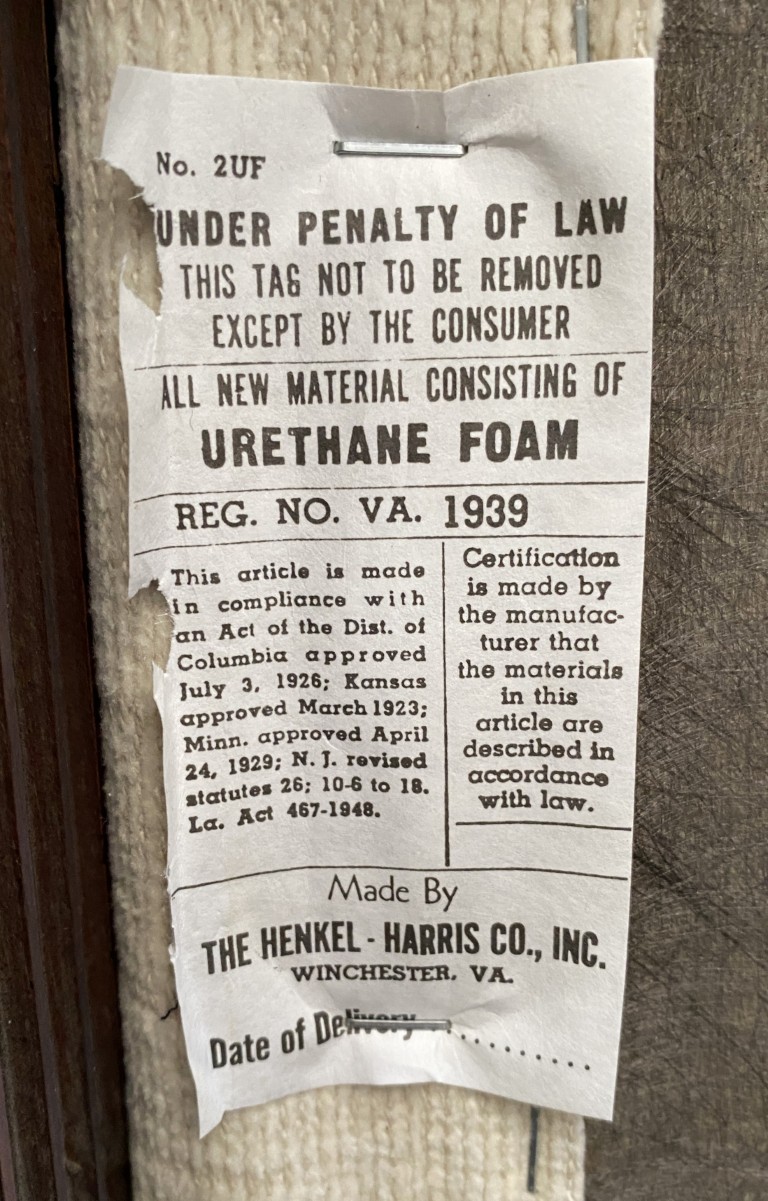 No. 2UF
UNDER PENALTY OF LAW
THIS TAG NOT TO BE REMOVED
EXCEPT BY THE CONSUMER
ALL NEW MATERIAL CONSISTING OF
URETHANE FOAM
REG. NO. VA. 1939
This article is made
in compliance with
an Act of the Dist. of
Columbia approved
July 3, 1926; Kansas
approved March 1923;
Minn. approved April
24, 1929; N. J. revised
statutes 26; 10-6 to 18.
La. Act 467-1948.
Certification
is made by
the manufac-
turer that
the materials
in this
article are
described in
accordance
with law.
Made By
THE HENKEL - HARRIS CO., INC.
WINCHESTER, VA.
Date of Delivery ..............